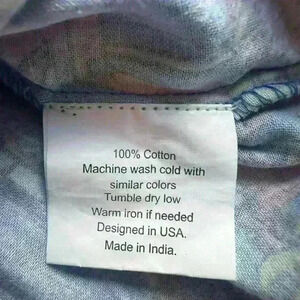 100% Cotton
Machine wash cold with
similar colors
Tumble dry low
Warm iron if needed
Designed in USA.
Made in India.